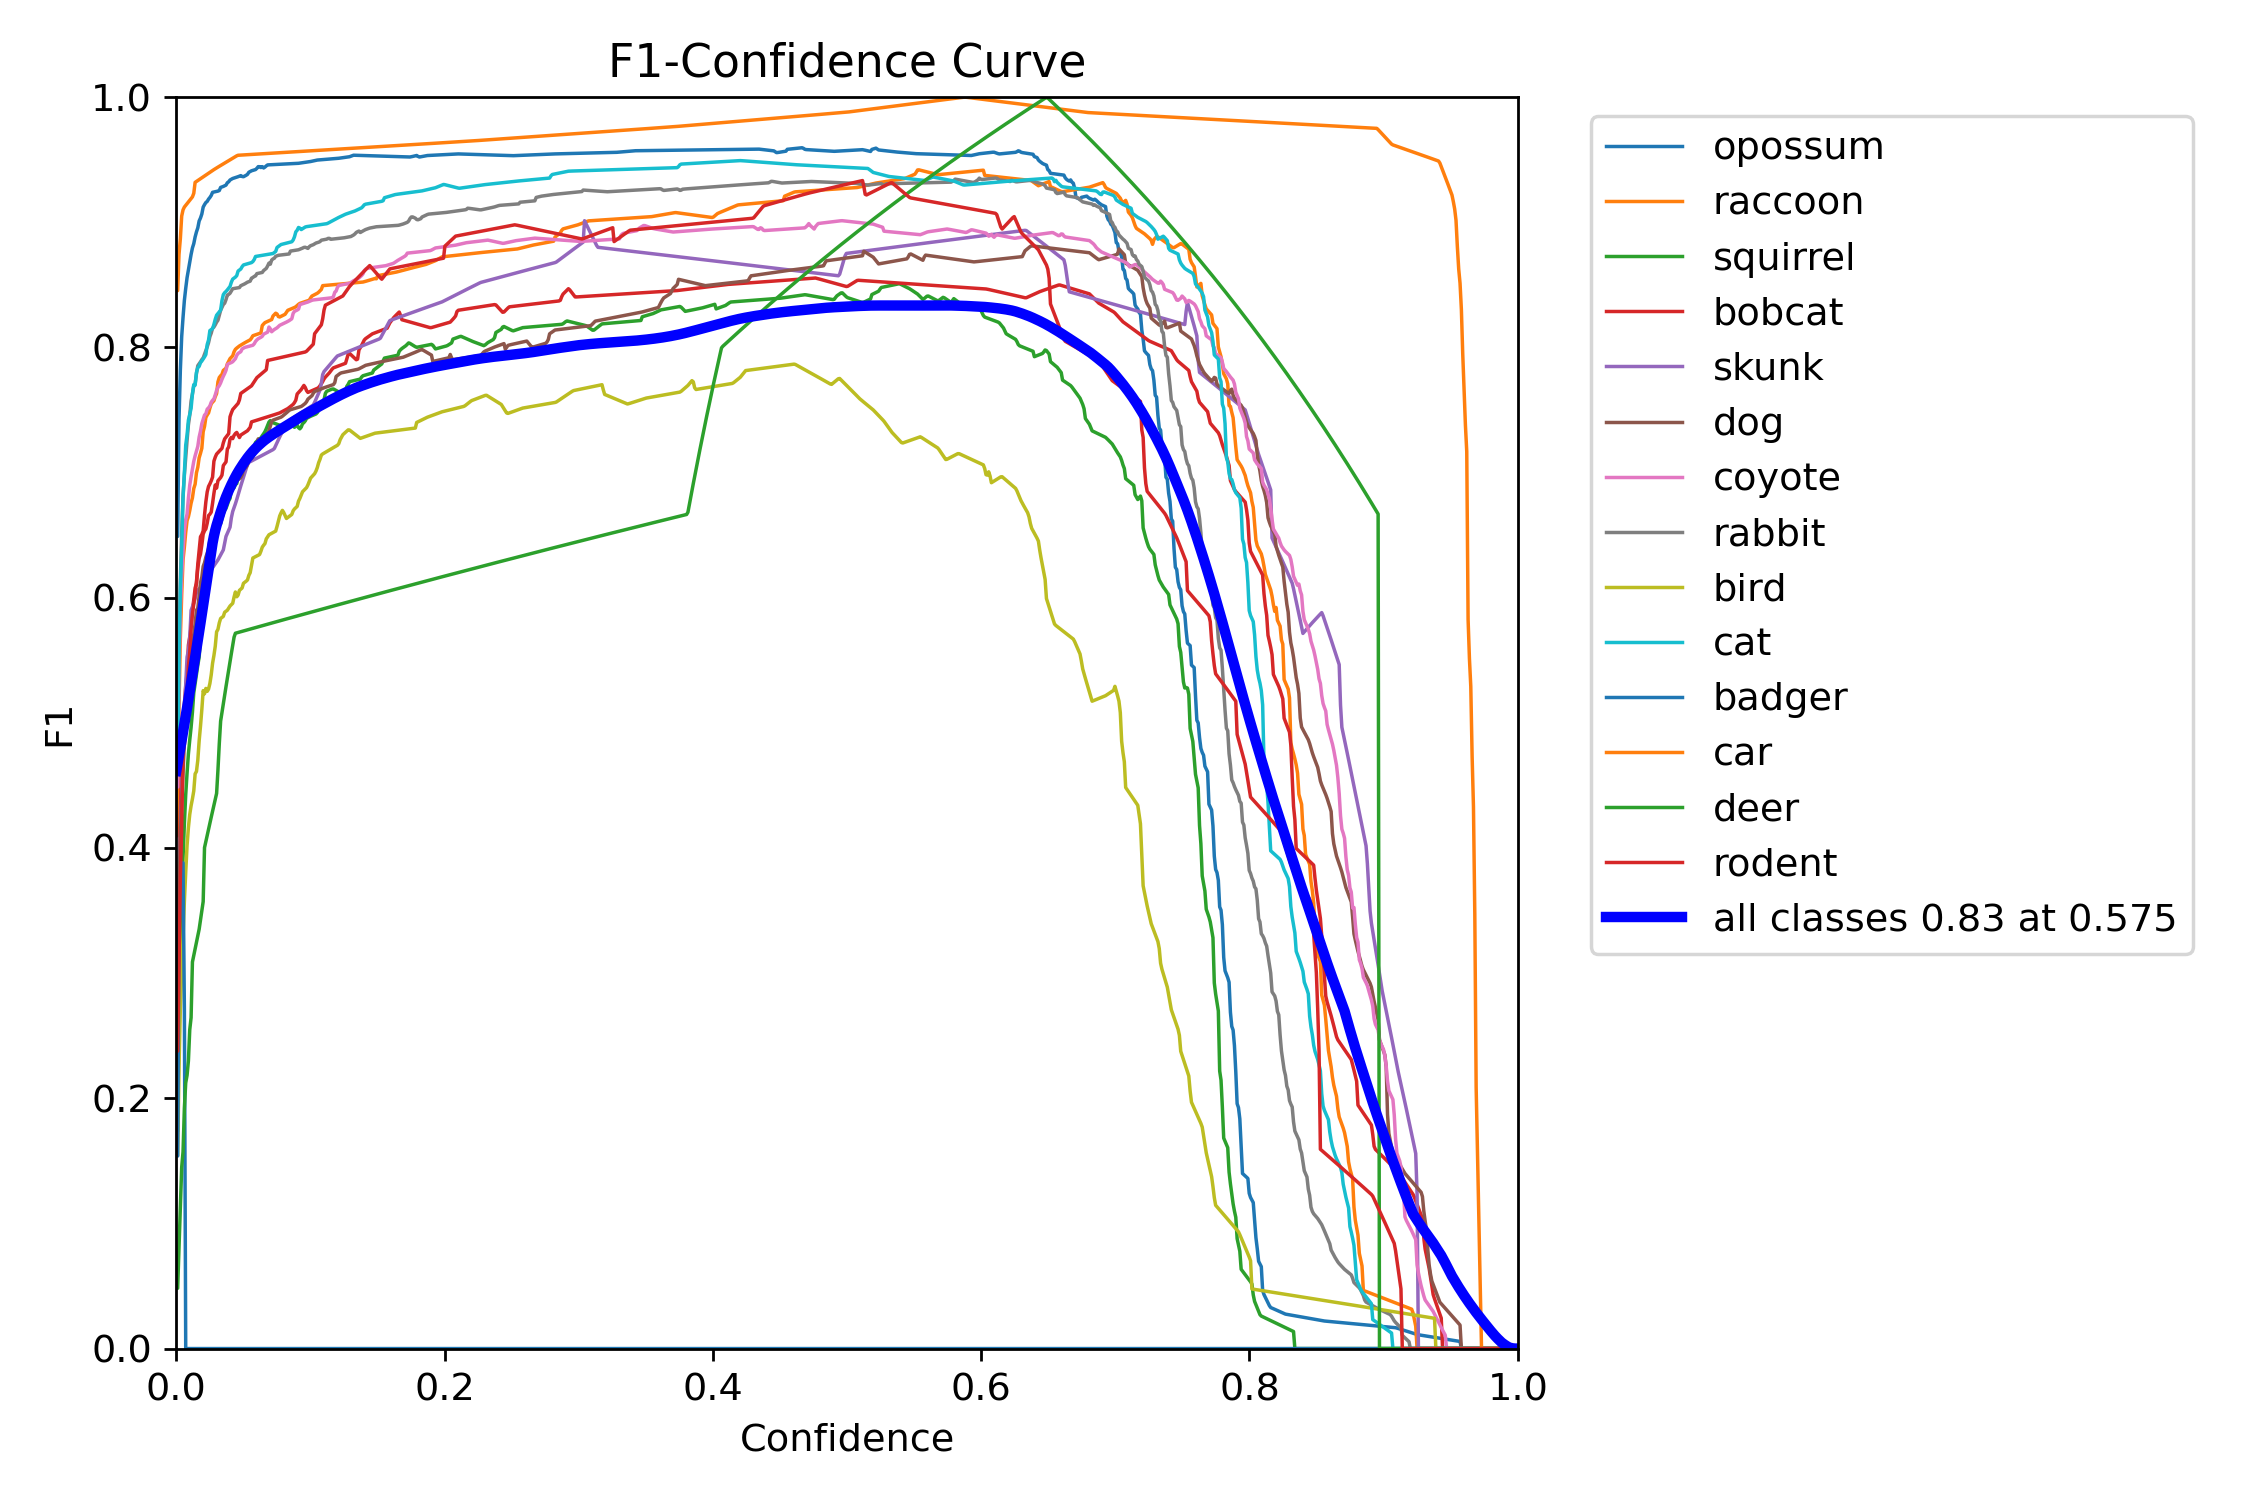 F1-Confidence Curve
1.0
0.8
0.6
0.4
0.2
0.0
F1
0.0 0.2 0.4 0.6 0.8 1.0
Confidence
opossum
raccoon
squirrel
bobcat
skunk
dog
coyote
rabbit
bird
cat
badger
car
deer
rodent
all classes 0.83 at 0.575